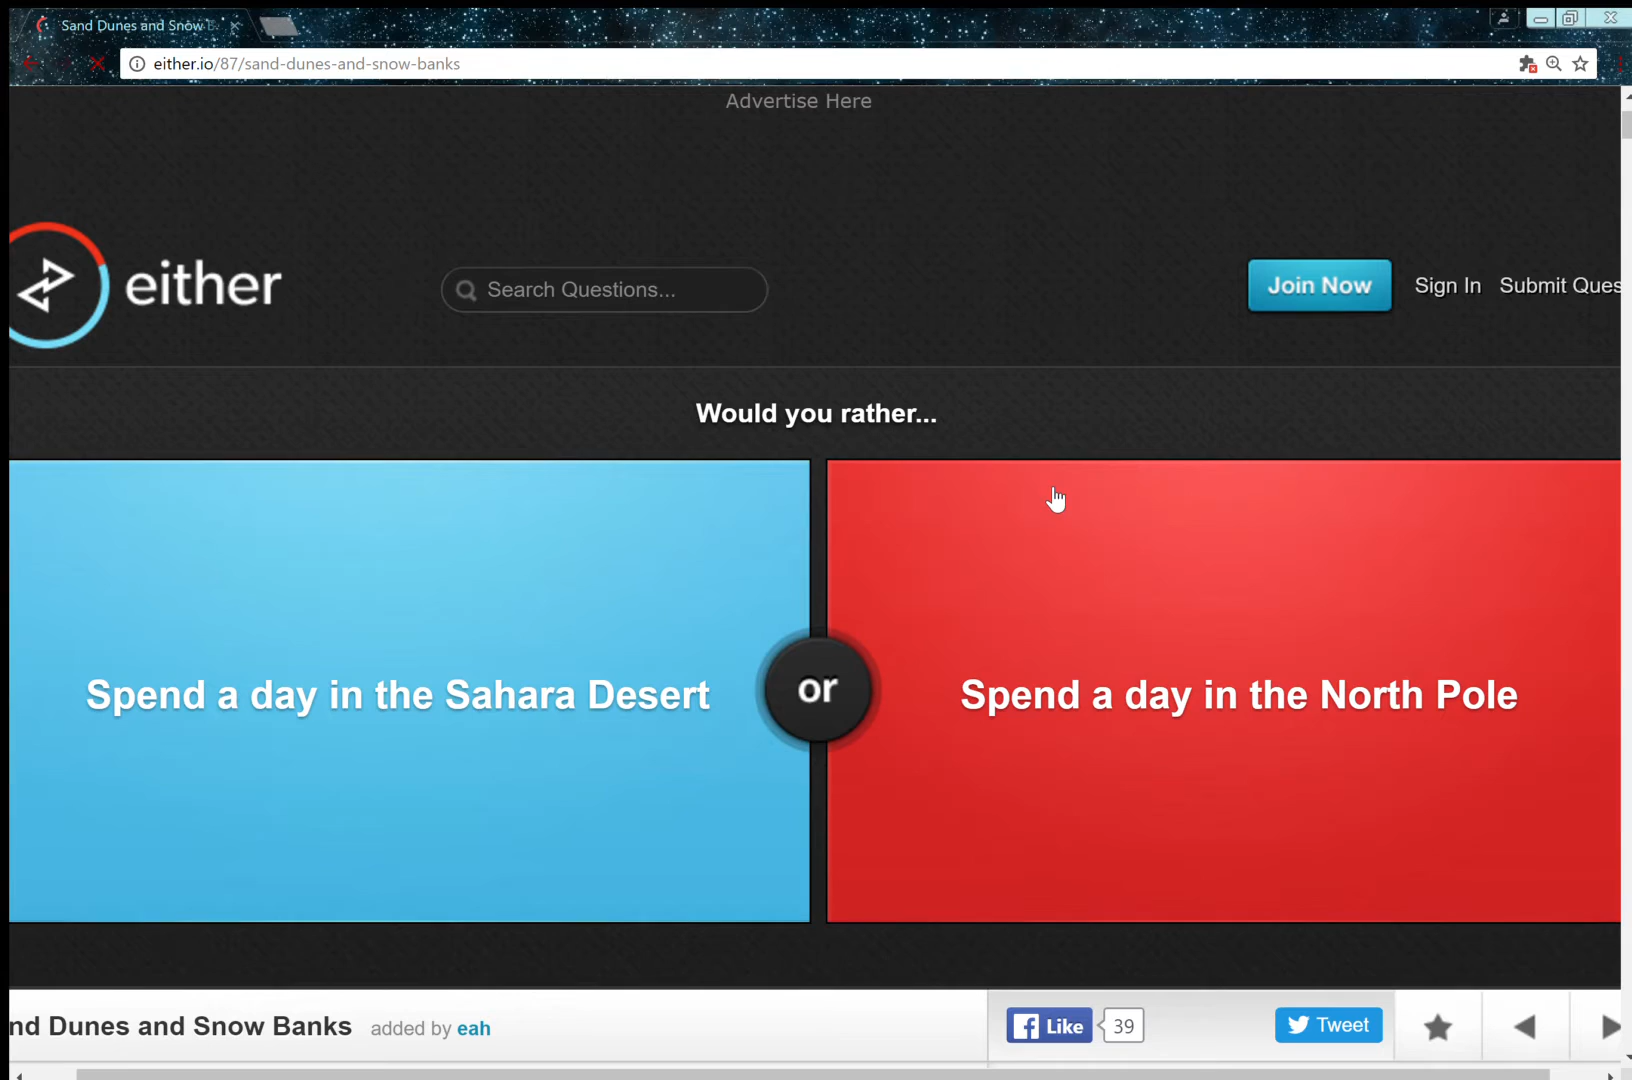 Sand Dunes and Snow
either.io/87/sand-dunes-and-snow-banks
Advertise Here
either
Search Questions...
Join Now
Sign In
Submit Ques
Would you rather...
Spend a day in the Sahara Desert
or
Spend a day in the North Pole
nd Dunes and Snow Banks
added by eah
Like
39
Tweet